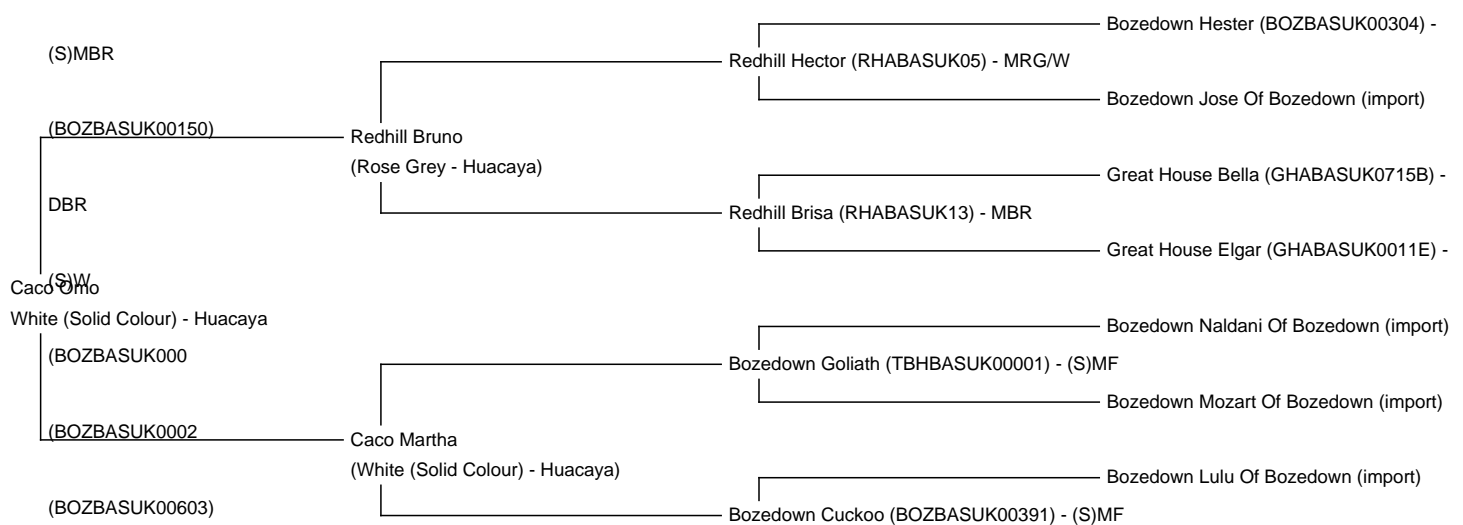 Bozedown Hester (BOZBASUK00304) -
(S)MBR
Redhill Hector (RHABASUK05) - MRG/W
Bozedown Jose Of Bozedown (import)
(BOZBASUK00150)
Redhill Bruno
(Rose Grey - Huacaya)
Great House Bella (GHABASUK0715B) -
DBR
Redhill Brisa (RHABASUK13) - MBR
Great House Elgar (GHABASUK0011E) -
(S)W
Caco Omo
White (Solid Colour) - Huacaya
Bozedown Naldani Of Bozedown (import)
(BOZBASUK000
Bozedown Goliath (TBHBASUK00001) - (S)MF
Bozedown Mozart Of Bozedown (import)
(BOZBASUK0002
Caco Martha
(White (Solid Colour) - Huacaya)
Bozedown Lulu Of Bozedown (import)
(BOZBASUK00603)
Bozedown Cuckoo (BOZBASUK00391) - (S)MF